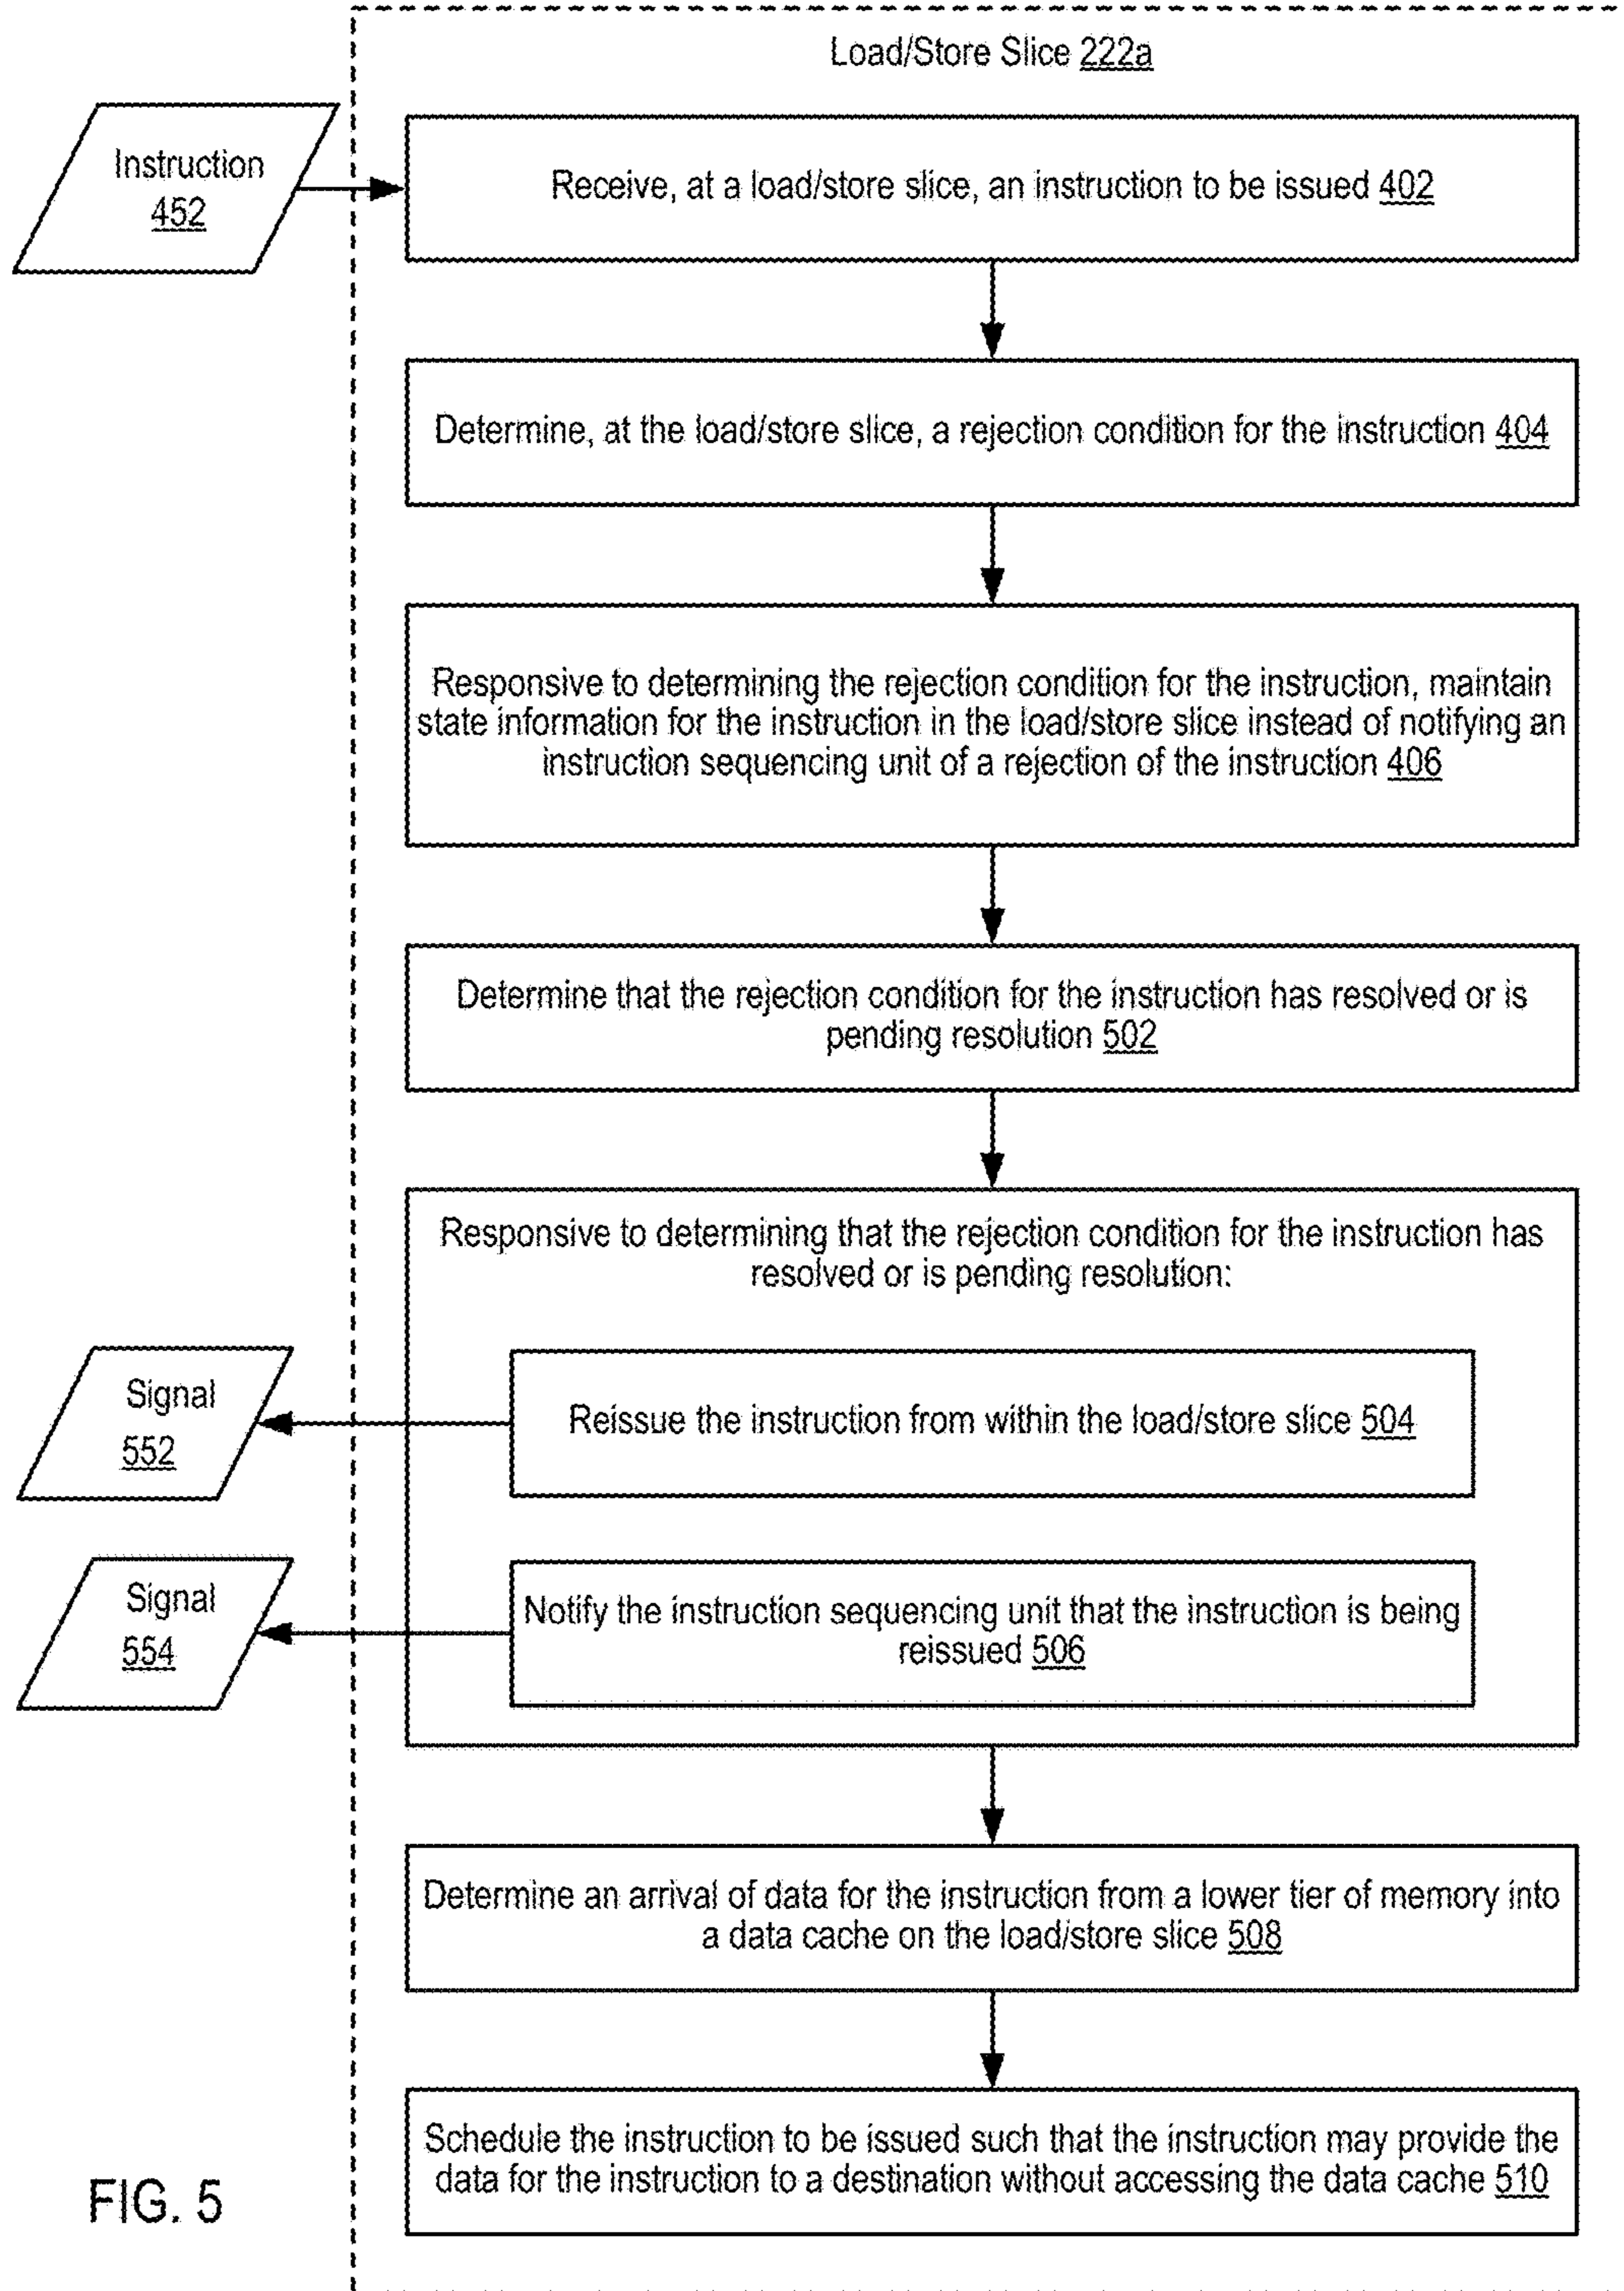 Load/Store Slice 222a
Instruction
452
Receive, at a load/store slice, an instruction to be issued 402
Determine, at the load/store slice, a rejection condition for the instruction 404
Responsive to determining the rejection condition for the instruction, maintain
state information for the instruction in the load/store slice instead of notifying an
instruction sequencing unit of a rejection of the instruction 406
Determine that the rejection condition for the instruction has resolved or is
pending resolution 502
Responsive to determining that the rejection condition for the instruction has
resolved or is pending resolution:
Signal
552
Reissue the instruction from within the load/store slice 504
Signal
554
Notify the instruction sequencing unit that the instruction is being
reissued 506
Determine an arrival of data for the instruction from a lower tier of memory into
a data cache on the load/store slice 508
Schedule the instruction to be issued such that the instruction may provide the
data for the instruction to a destination without accessing the data cache 510
FIG. 5